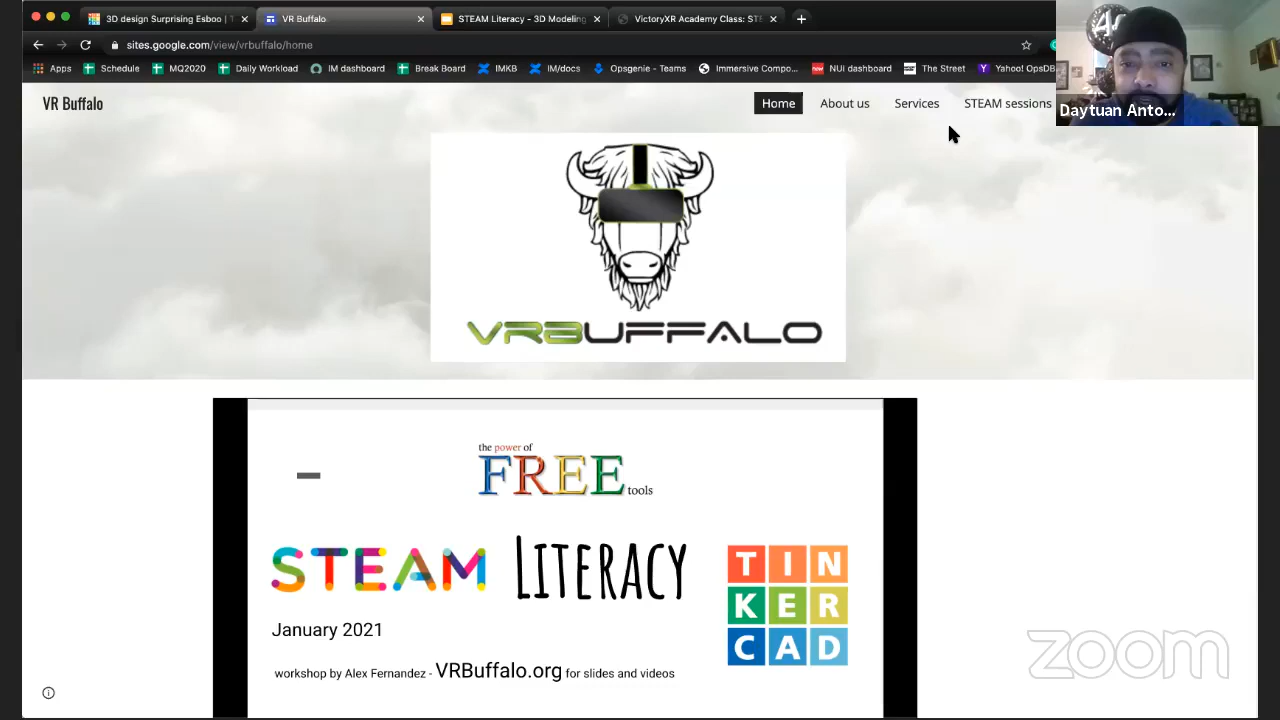 3D design Surprising Esboo | T
VR Buffalo
STEAM Literacy - 3D Modeling
VictoryXR Academy Class: STE
sites.google.com/view/vrbuffalo/home
Apps
Schedule
MQ2020
Daily Workload
IM dashboard
Break Board
IMKB
IM/docs
Opsgenie - Teams
Immersive Compo...
NUI dashboard
The Street
Yahoo! OpsDB
Daytuan Anto...
VR Buffalo
Home
About us
Services
STEAM sessions
VRBUFFALO
the power of
FREE tools
STEAM LITERACY
TIN
KER
CAD
January 2021
workshop by Alex Fernandez - VRBuffalo.org for slides and videos
zoom